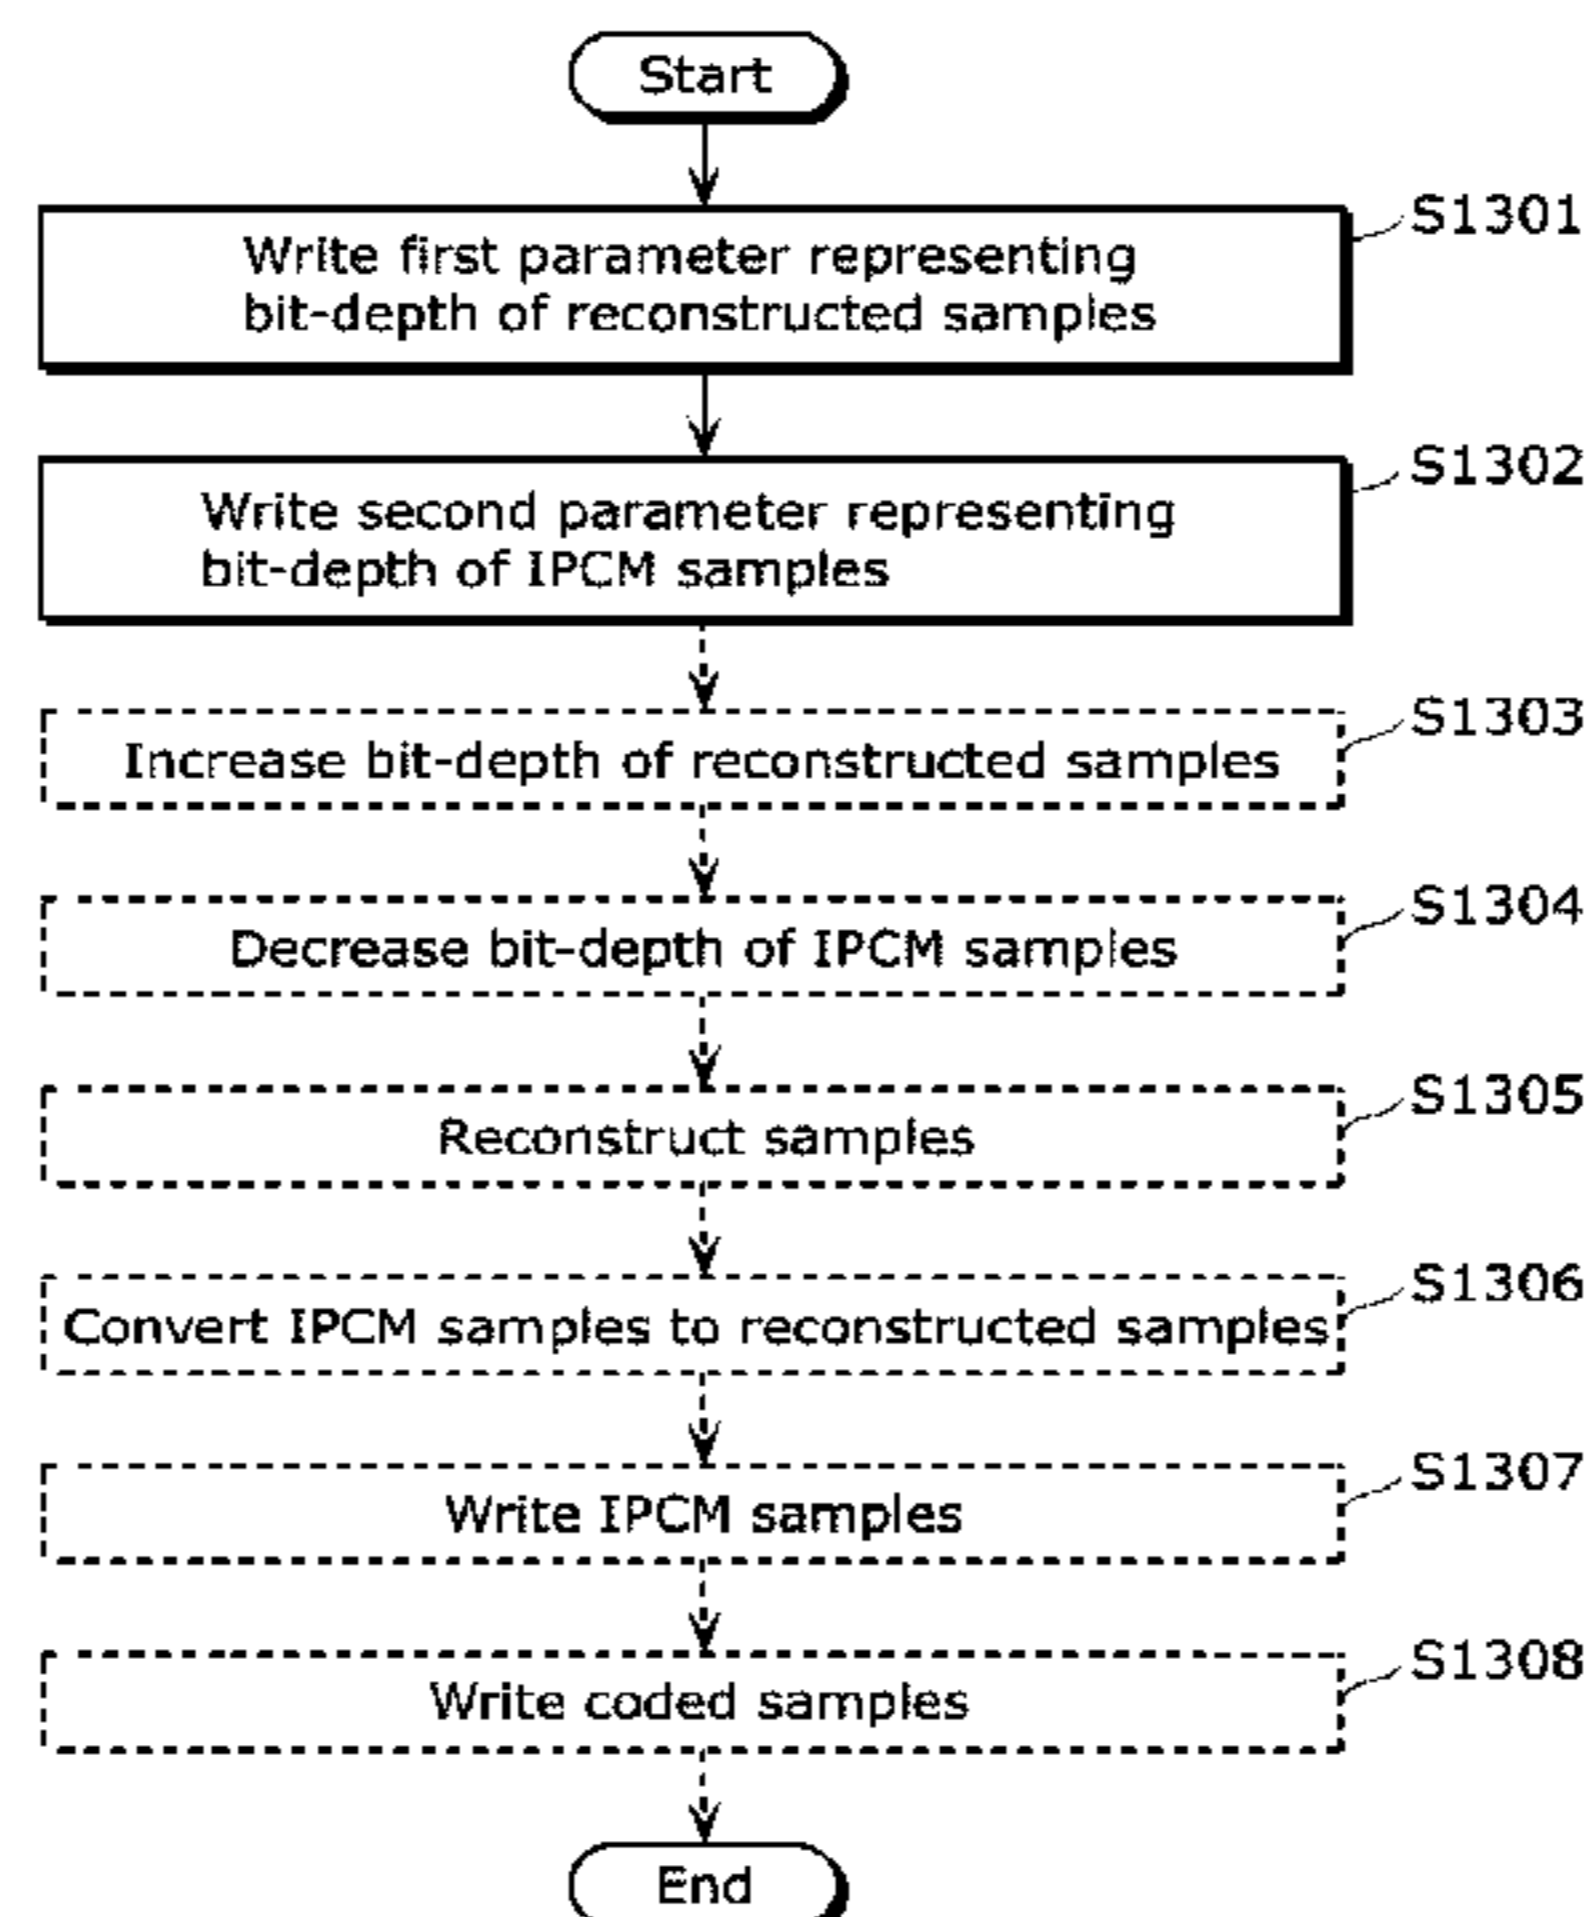 Start
S1301
Write first parameter representing
bit-depth of reconstructed samples
S1302
Write second parameter representing
bit-depth of IPCM samples
S1303
Increase bit-depth of reconstructed samples
S1304
Decrease bit-depth of IPCM samples
S1305
Reconstruct samples
S1306
Convert IPCM samples to reconstructed samples
S1307
Write IPCM samples
S1308
Write coded samples
End